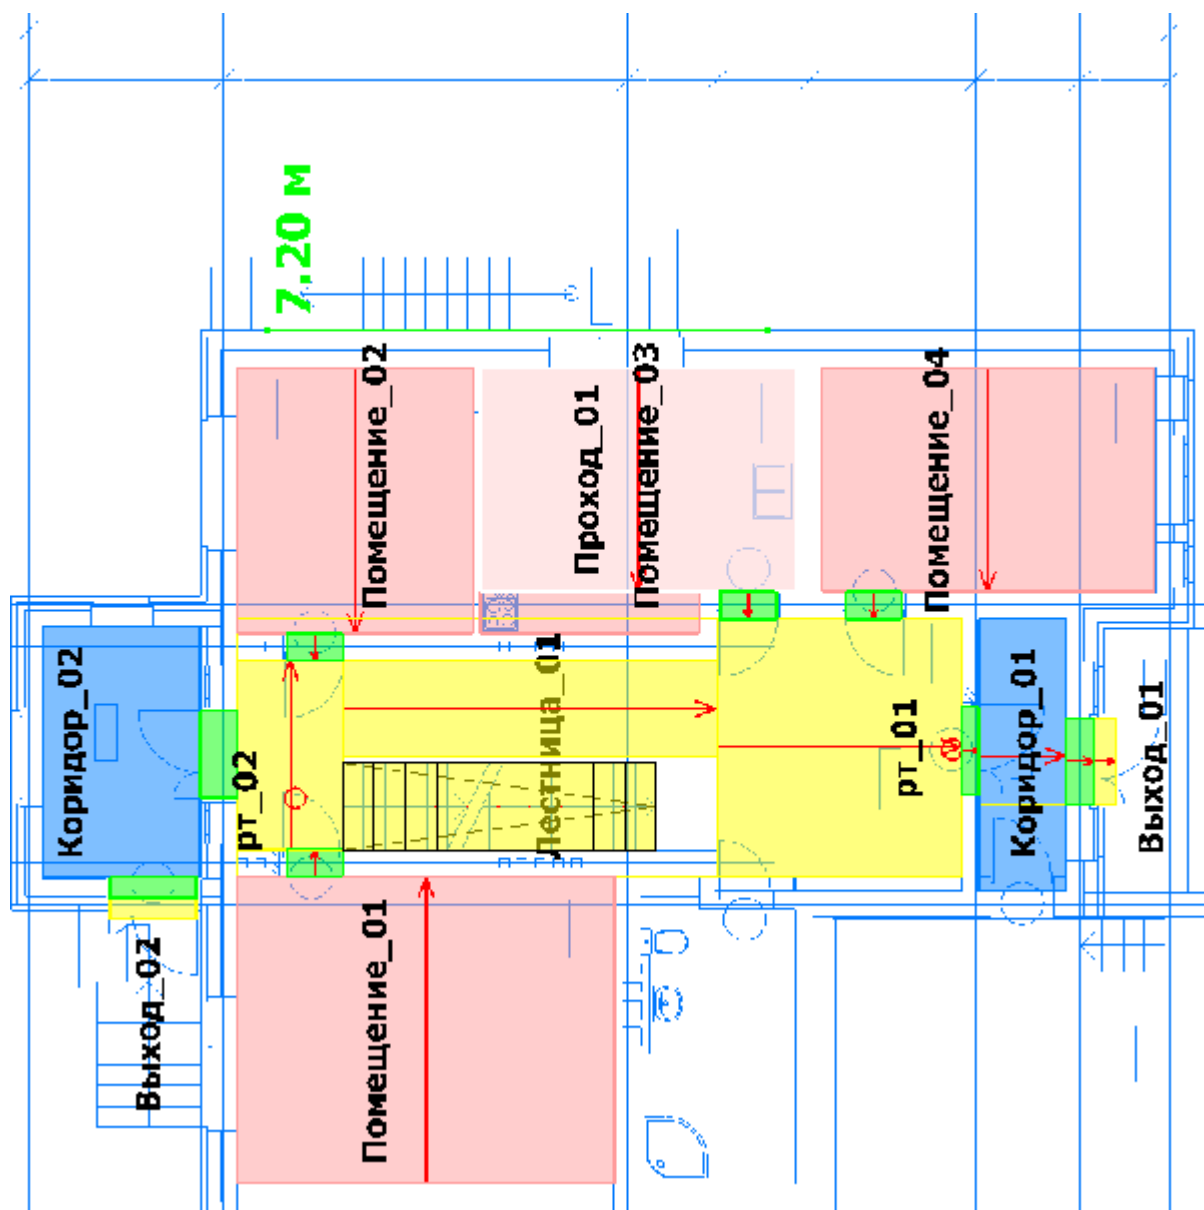 7.20 м
Помещение_02
Проход_01
Помещение_03
Помещение_04
Коридор_02
рт_02
Лестница_01
рт_01
Коридор_01
Выход_01
Выход_02
Помещение_01